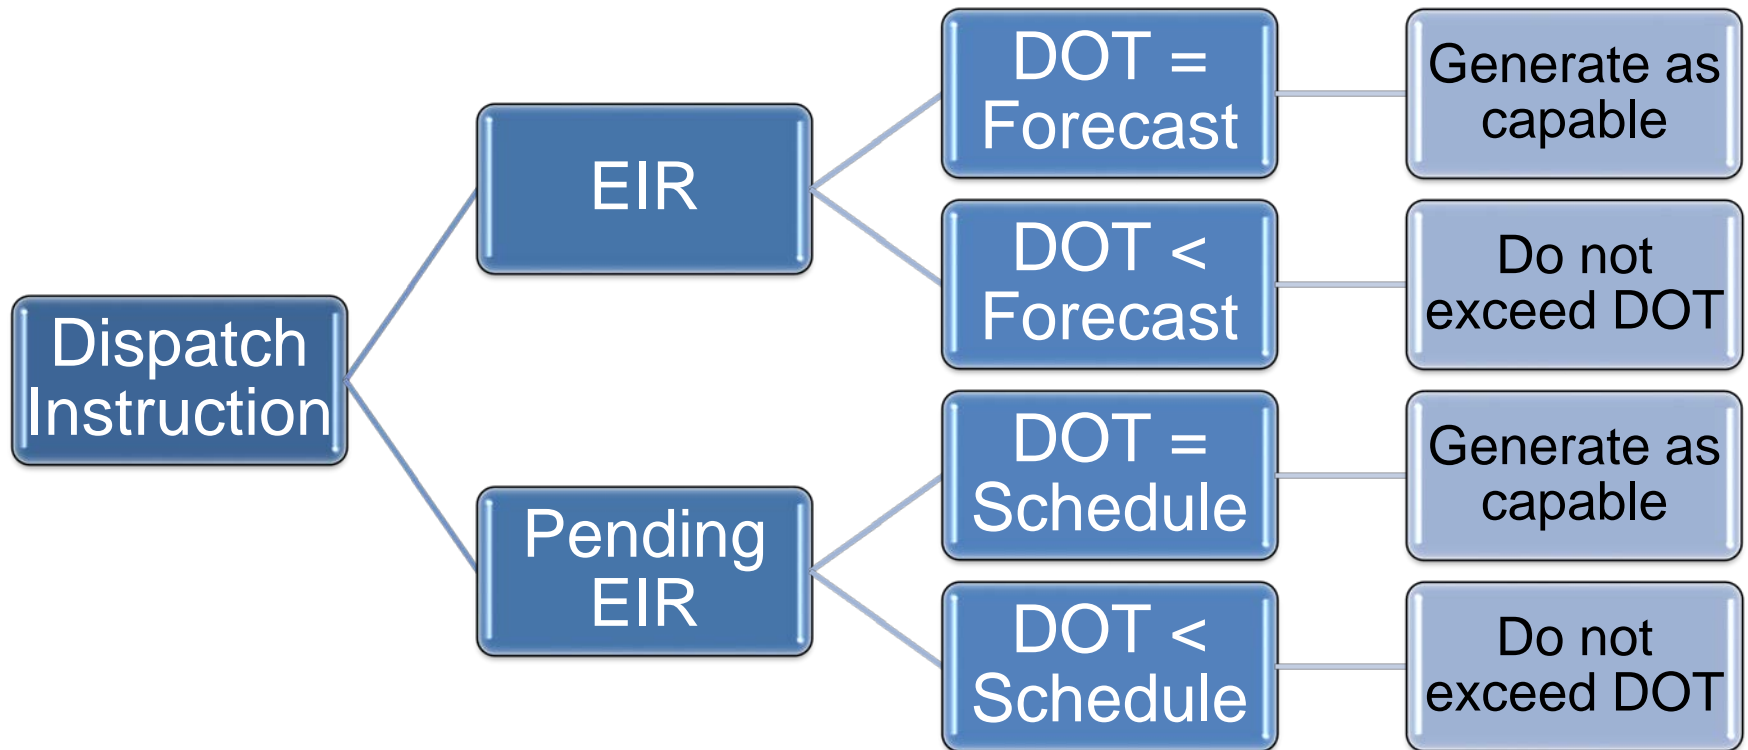 Dispatch
Instruction
EIR
DOT =
Forecast
Generate as
capable
DOT <
Forecast
Do not
exceed DOT
Pending
EIR
DOT =
Schedule
Generate as
capable
DOT <
Schedule
Do not
exceed DOT